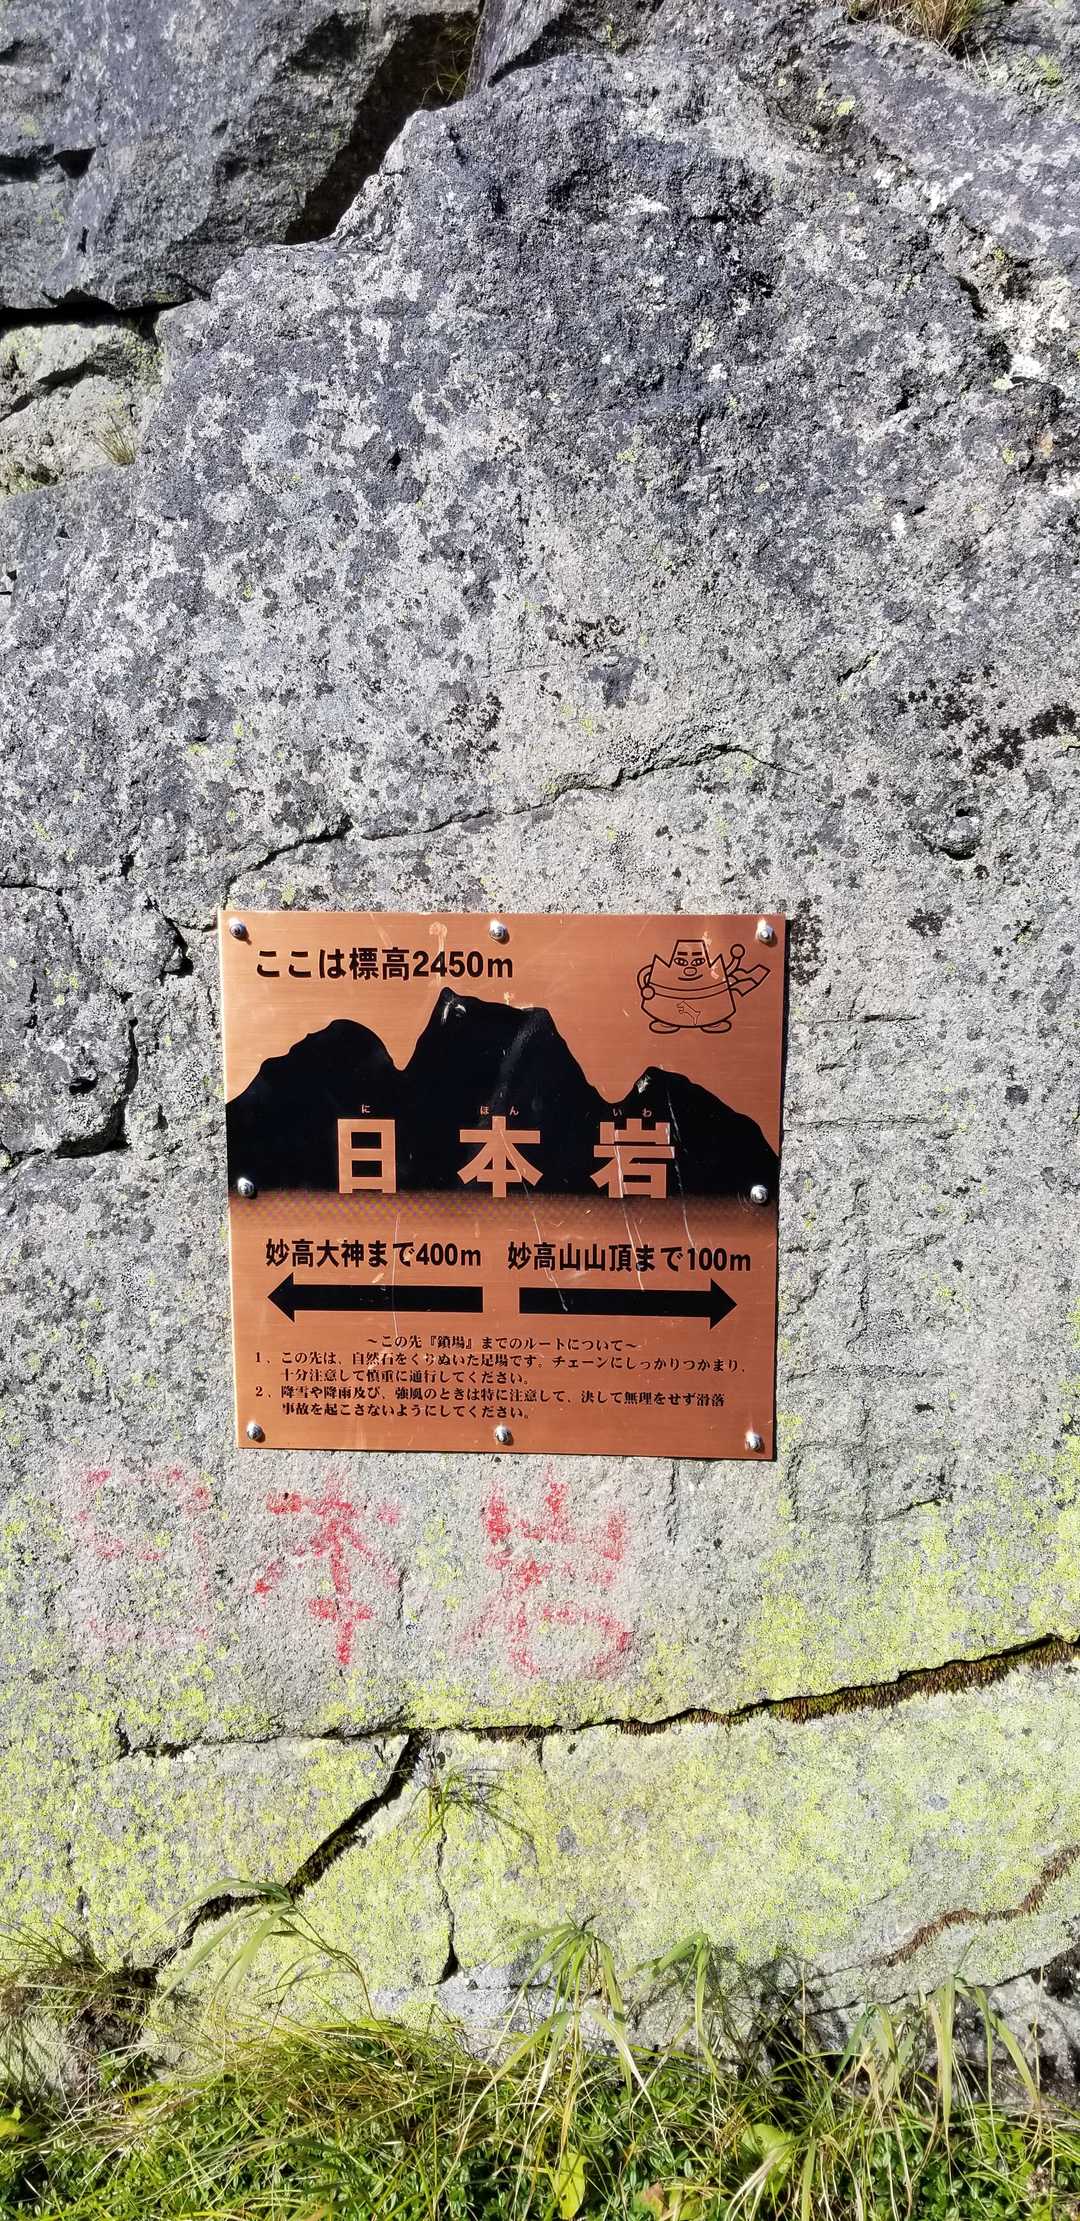 ここは標高2450m
に ほん いわ
日本岩
妙高大神まで400m 妙高山山頂まで100m
～この先『鎖場』までのルートについて～
1、この先は、自然石をくりぬいた足場です。チェーンにしっかりつかまり、
十分注意して慎重に通行してください。
2、降雪や降雨及び、強風のときは特に注意して、決して無理をせず滑落
事故を起こさないようにしてください。
日本岩